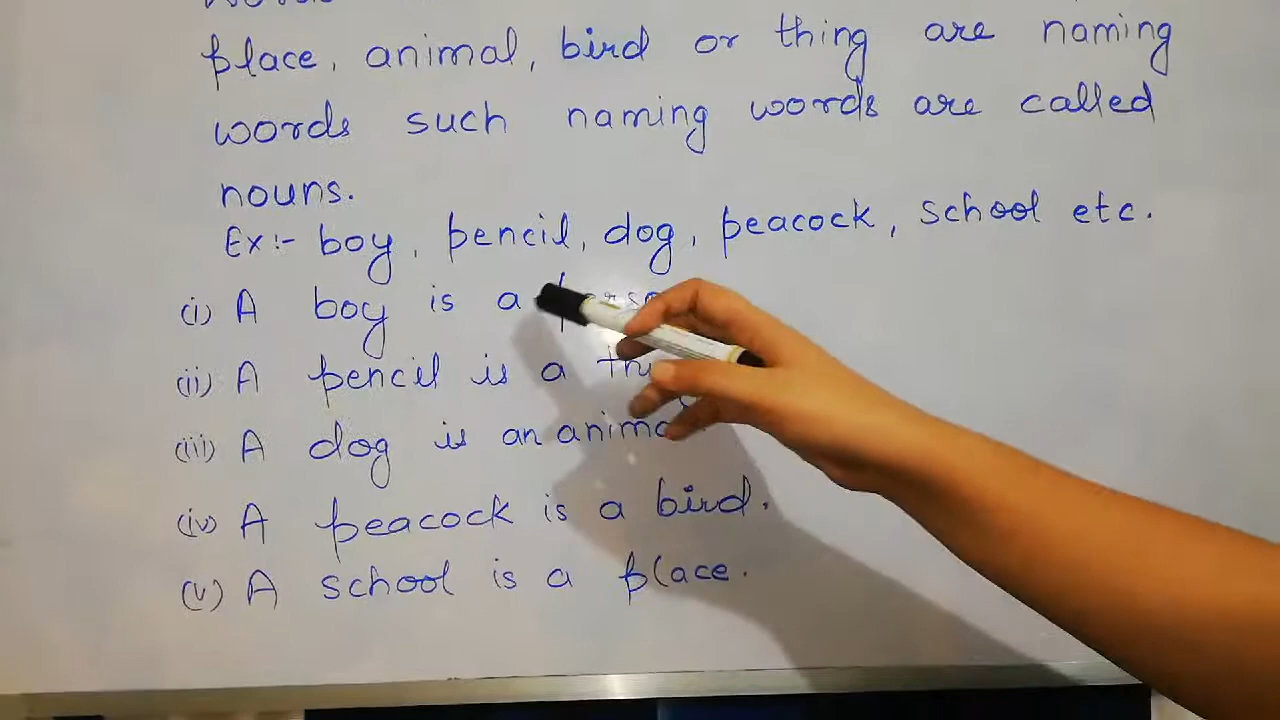 place, animal, bird or thing are naming
words such naming words are called
nouns.
Ex:- boy, pencil, dog, peacock, school etc.
(i) A boy is a
(ii) A pencil is a
(iii) A dog is an animal
(iv) A peacock is a bird.
(v) A school is a place.